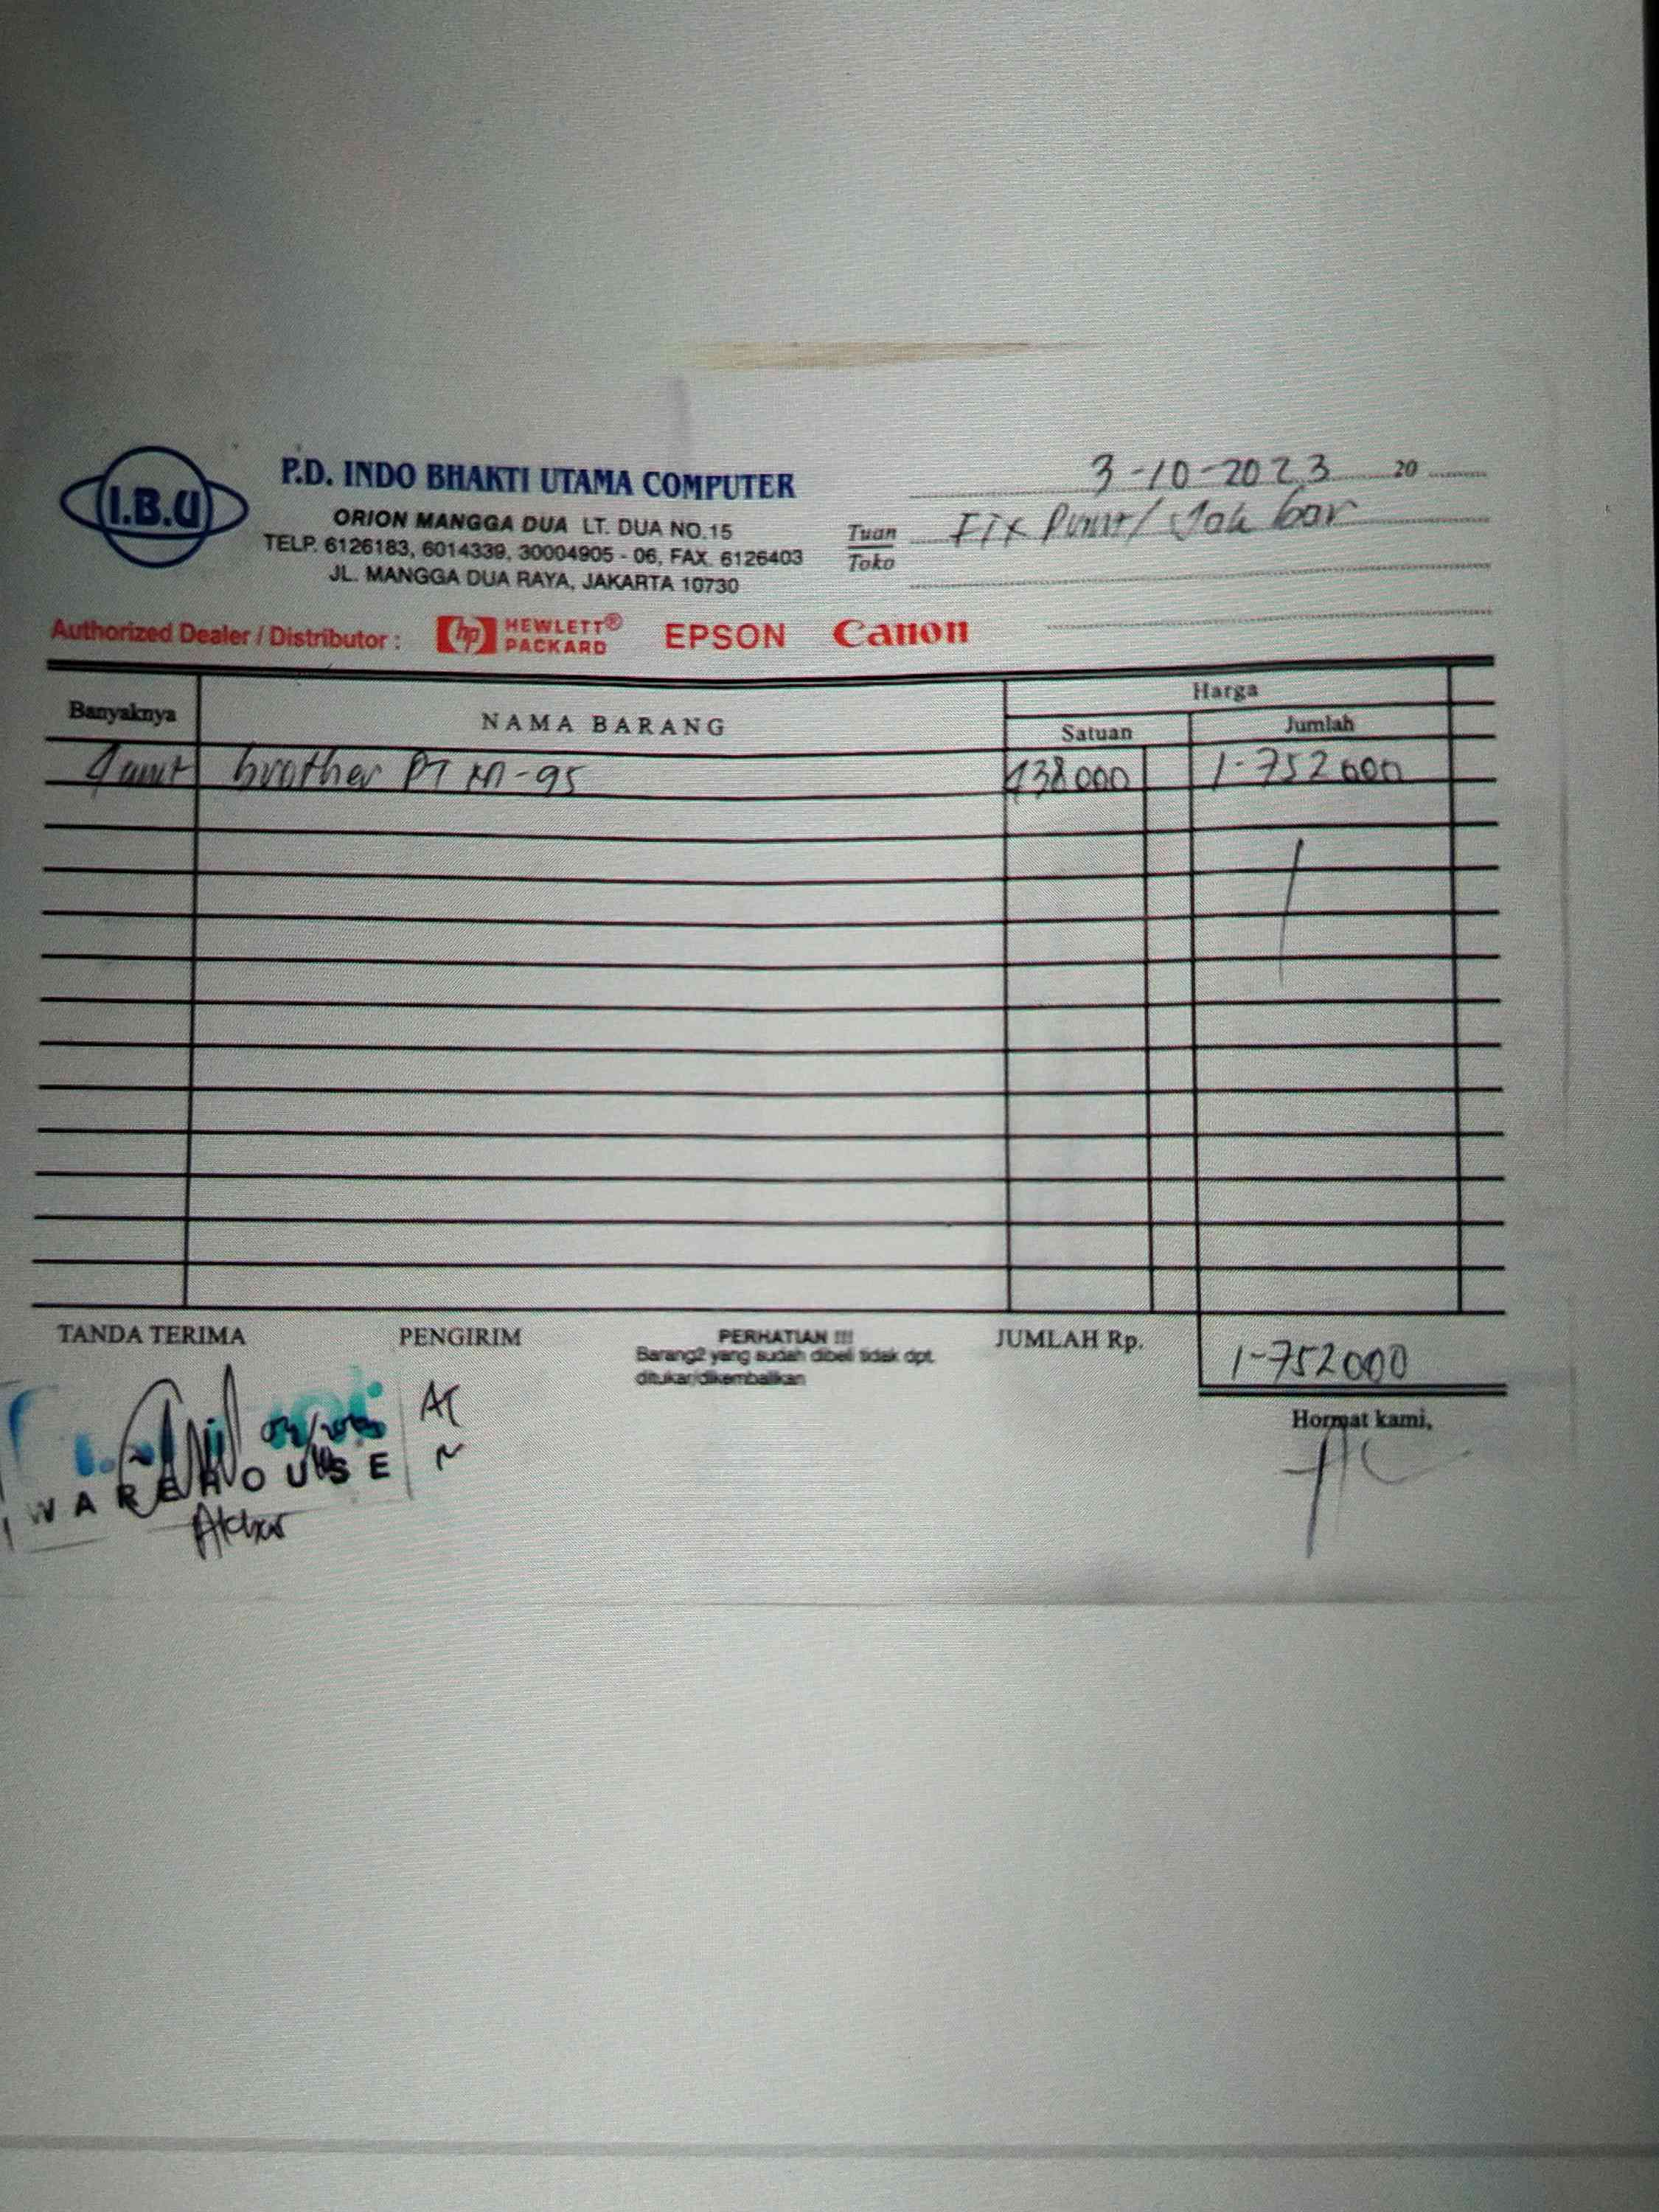 I.B.U
P.D. INDO BHAKTI UTAMA COMPUTER
ORION MANGGA DUA LT. DUA NO.15
TELP. 6126183, 6014339, 30004905 - 06, FAX. 6126403
JL. MANGGA DUA RAYA, JAKARTA 10730
3-10-2023 20
Tuan
Toko
Jak bar
Authorized Dealer / Distributor : hp HEWLETT® PACKARD EPSON Canon
Banyaknya NAMA BARANG Harga
Satuan Jumlah
4 unit brother PT M-95 438000 1-752000
TANDA TERIMA PENGIRIM PERHATIAN !!! JUMLAH Rp. 1-752000
Barang2 yang sudah dibeli tidak dpt.
ditukar/dikembalikan
Hormat kami,
WAREHOUSE